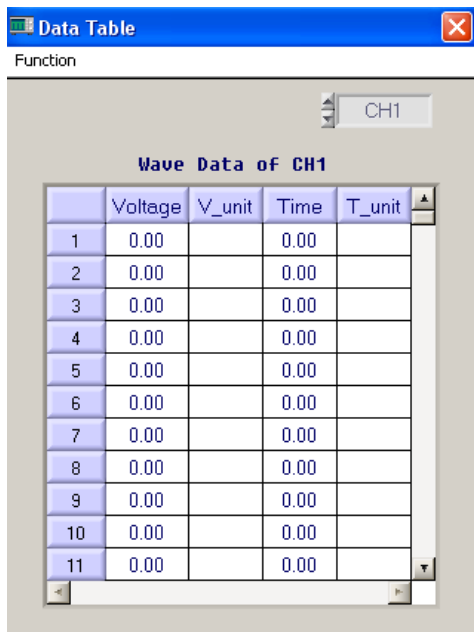 Data Table
Function
CH1
Wave Data of CH1
Voltage V_unit Time T_unit
1 0.00 0.00
2 0.00 0.00
3 0.00 0.00
4 0.00 0.00
5 0.00 0.00
6 0.00 0.00
7 0.00 0.00
8 0.00 0.00
9 0.00 0.00
10 0.00 0.00
11 0.00 0.00